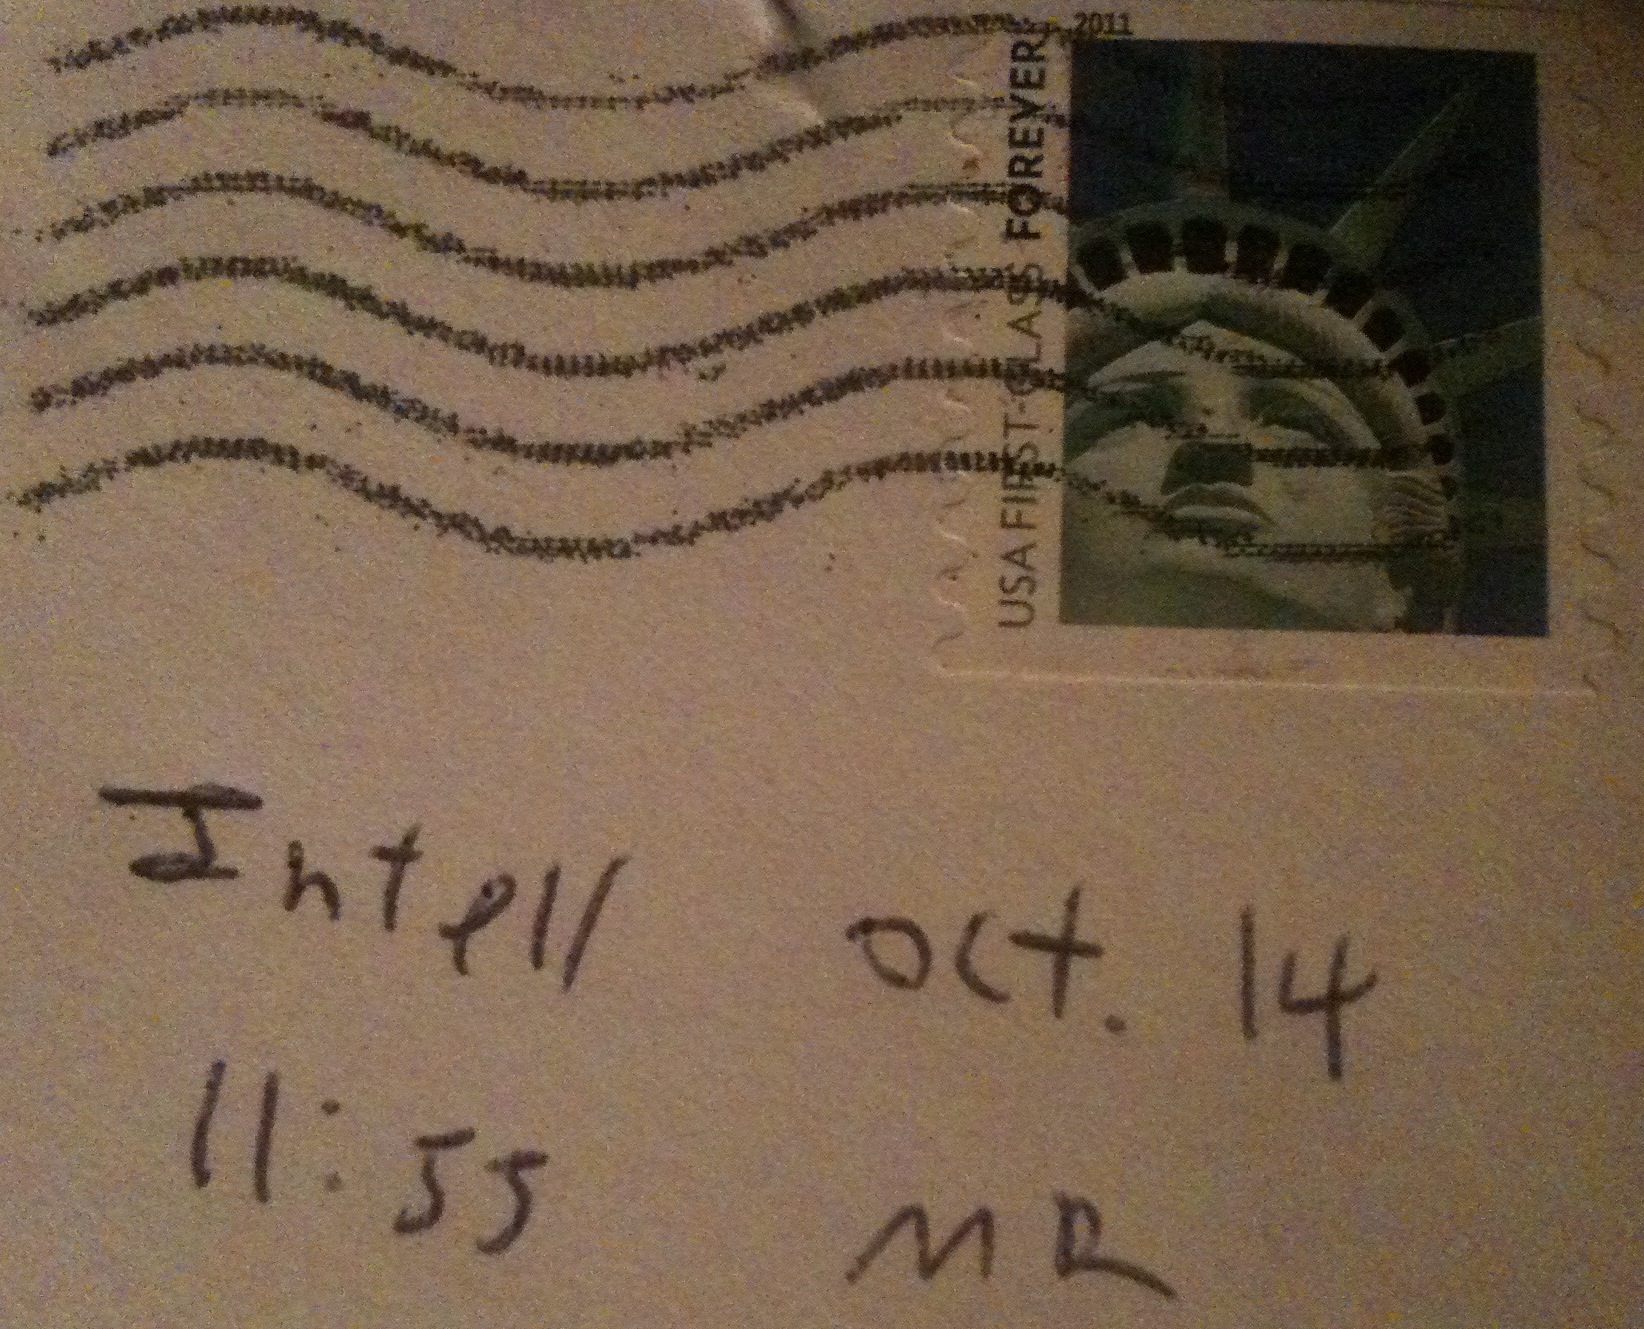 2011
USA FIRST-CLASS FOREVER
Intell Oct. 14
11:55 MR